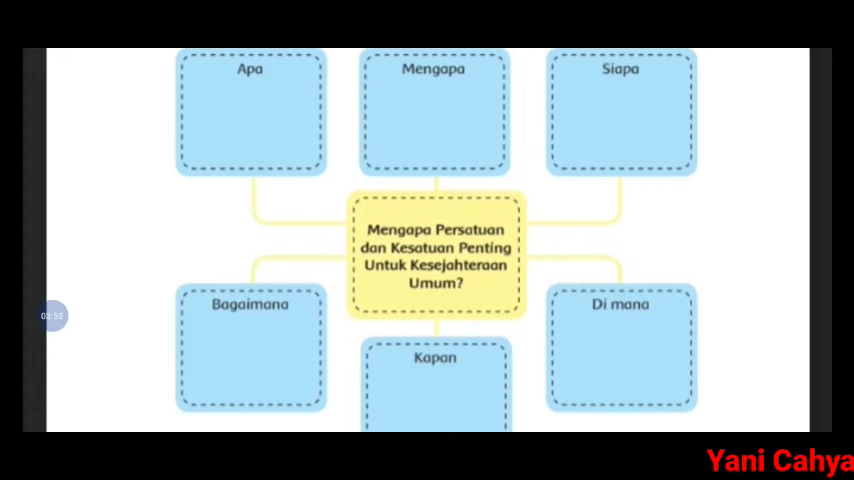 Apa
Mengapa
Siapa
Mengapa Persatuan
dan Kesatuan Penting
Untuk Kesejahteraan
Umum?
Bagaimana
Di mana
Kapan
03:55
Yani Cahya